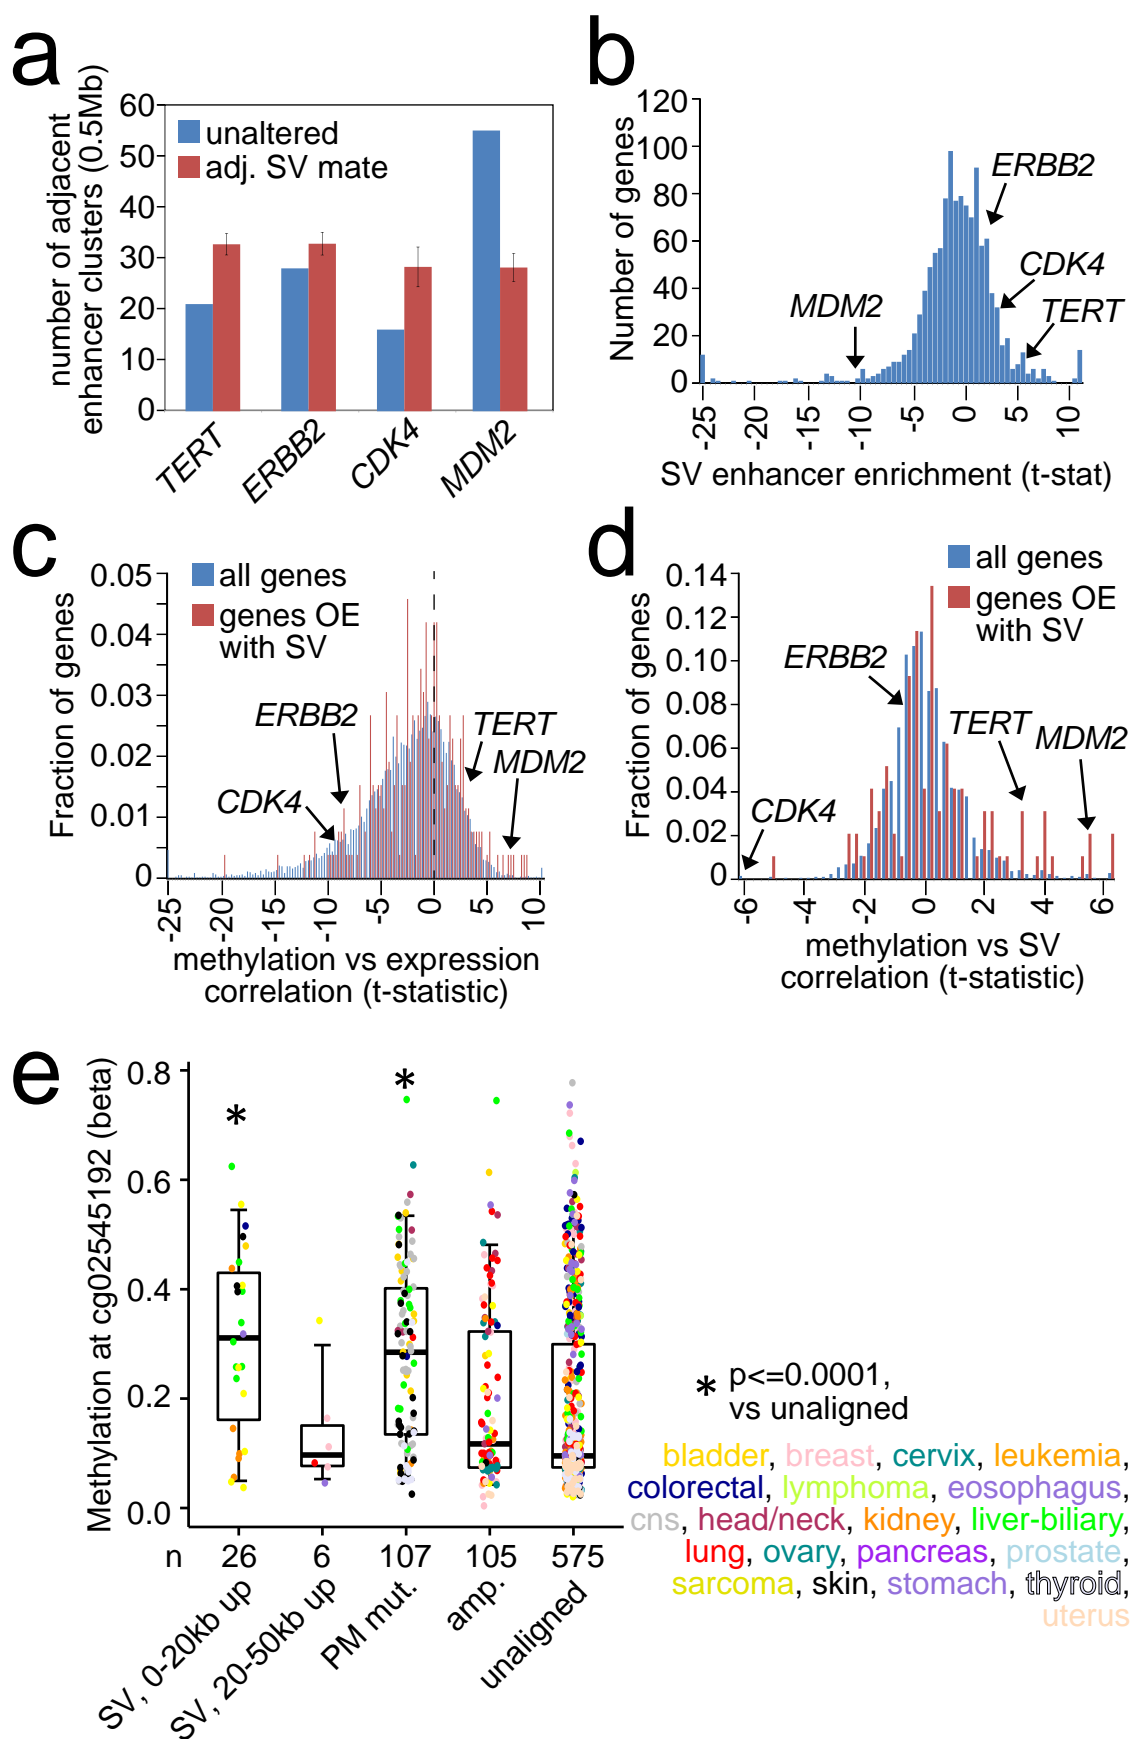 a
number of adjacent
enhancer clusters (0.5Mb)
60
50
40
30
20
10
0
unaltered
adj. SV mate
TERT
ERBB2
CDK4
MDM2
b
Number of genes
120
100
80
60
40
20
0
ERBB2
CDK4
TERT
MDM2
-25
-20
-15
-10
-5
0
5
10
SV enhancer enrichment (t-stat)
c
Fraction of genes
0.05
0.04
0.03
0.02
0.01
0
all genes
genes OE
with SV
ERBB2
TERT
MDM2
CDK4
-25
-20
-15
-10
-5
0
5
10
methylation vs expression
correlation (t-statistic)
d
Fraction of genes
0.14
0.12
0.10
0.08
0.06
0.04
0.02
0
all genes
genes OE
with SV
ERBB2
TERT
MDM2
CDK4
-6
-4
-2
0
2
4
6
methylation vs SV
correlation (t-statistic)
e
Methylation at cg02545192 (beta)
0.8
0.6
0.4
0.2
0.0
*
*
n 26 6 107 105 575
SV, 0-20kb up
SV, 20-50kb up
PM mut.
amp.
unaligned
* p<=0.0001,
vs unaligned
bladder, breast, cervix, leukemia,
colorectal, lymphoma, eosophagus,
cns, head/neck, kidney, liver-biliary,
lung, ovary, pancreas, prostate,
sarcoma, skin, stomach, thyroid,
uterus